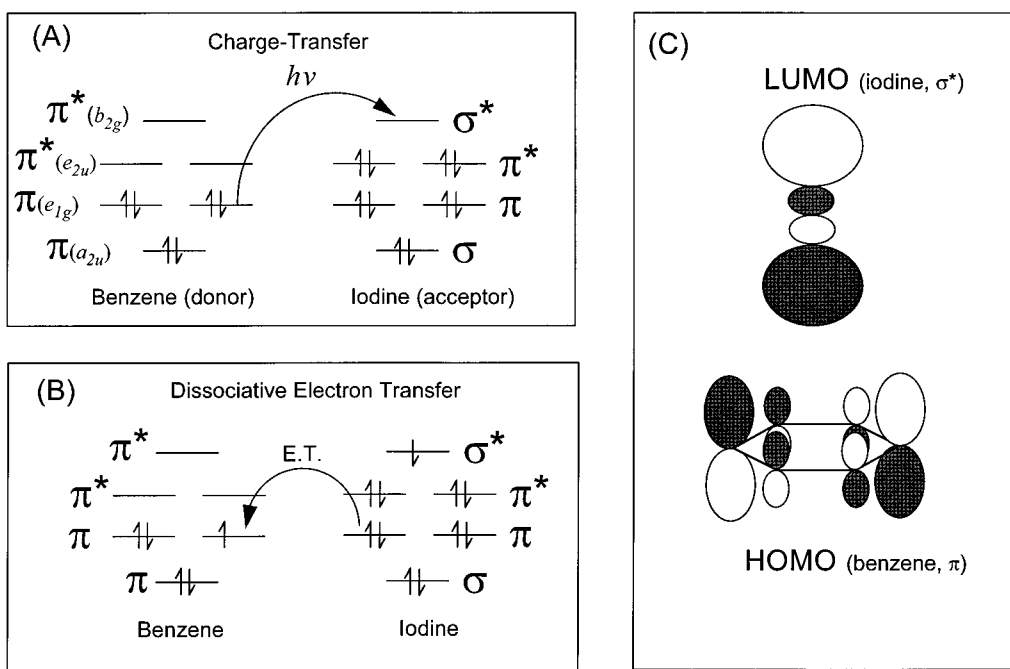 (A)
Charge-Transfer
hν
π*(b2g)
σ*
π*(e2u)
π*
π(e1g)
π
π(a2u)
σ
Benzene (donor)
Iodine (acceptor)
(B)
Dissociative Electron Transfer
π*
E.T.
σ*
π*
π*
π
π
π
σ
Benzene
Iodine
(C)
LUMO (iodine, σ*)
HOMO (benzene, π)